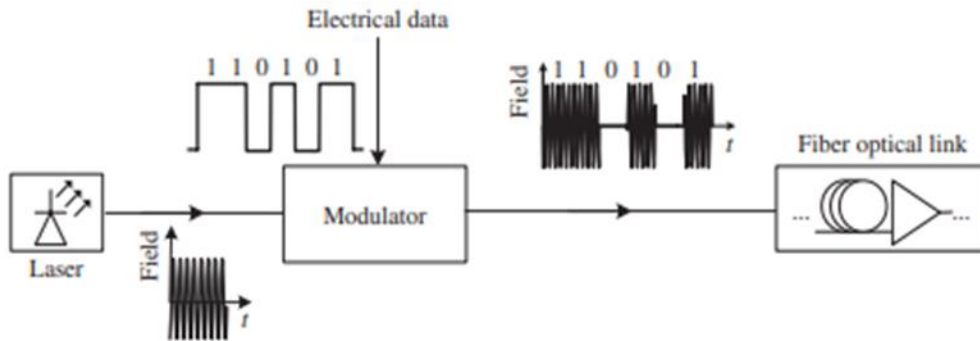 Electrical data
1 1 0 1 0 1
Field
1 1 0 1 0 1
t
Fiber optical link
Laser
Modulator
...
...
Field
t